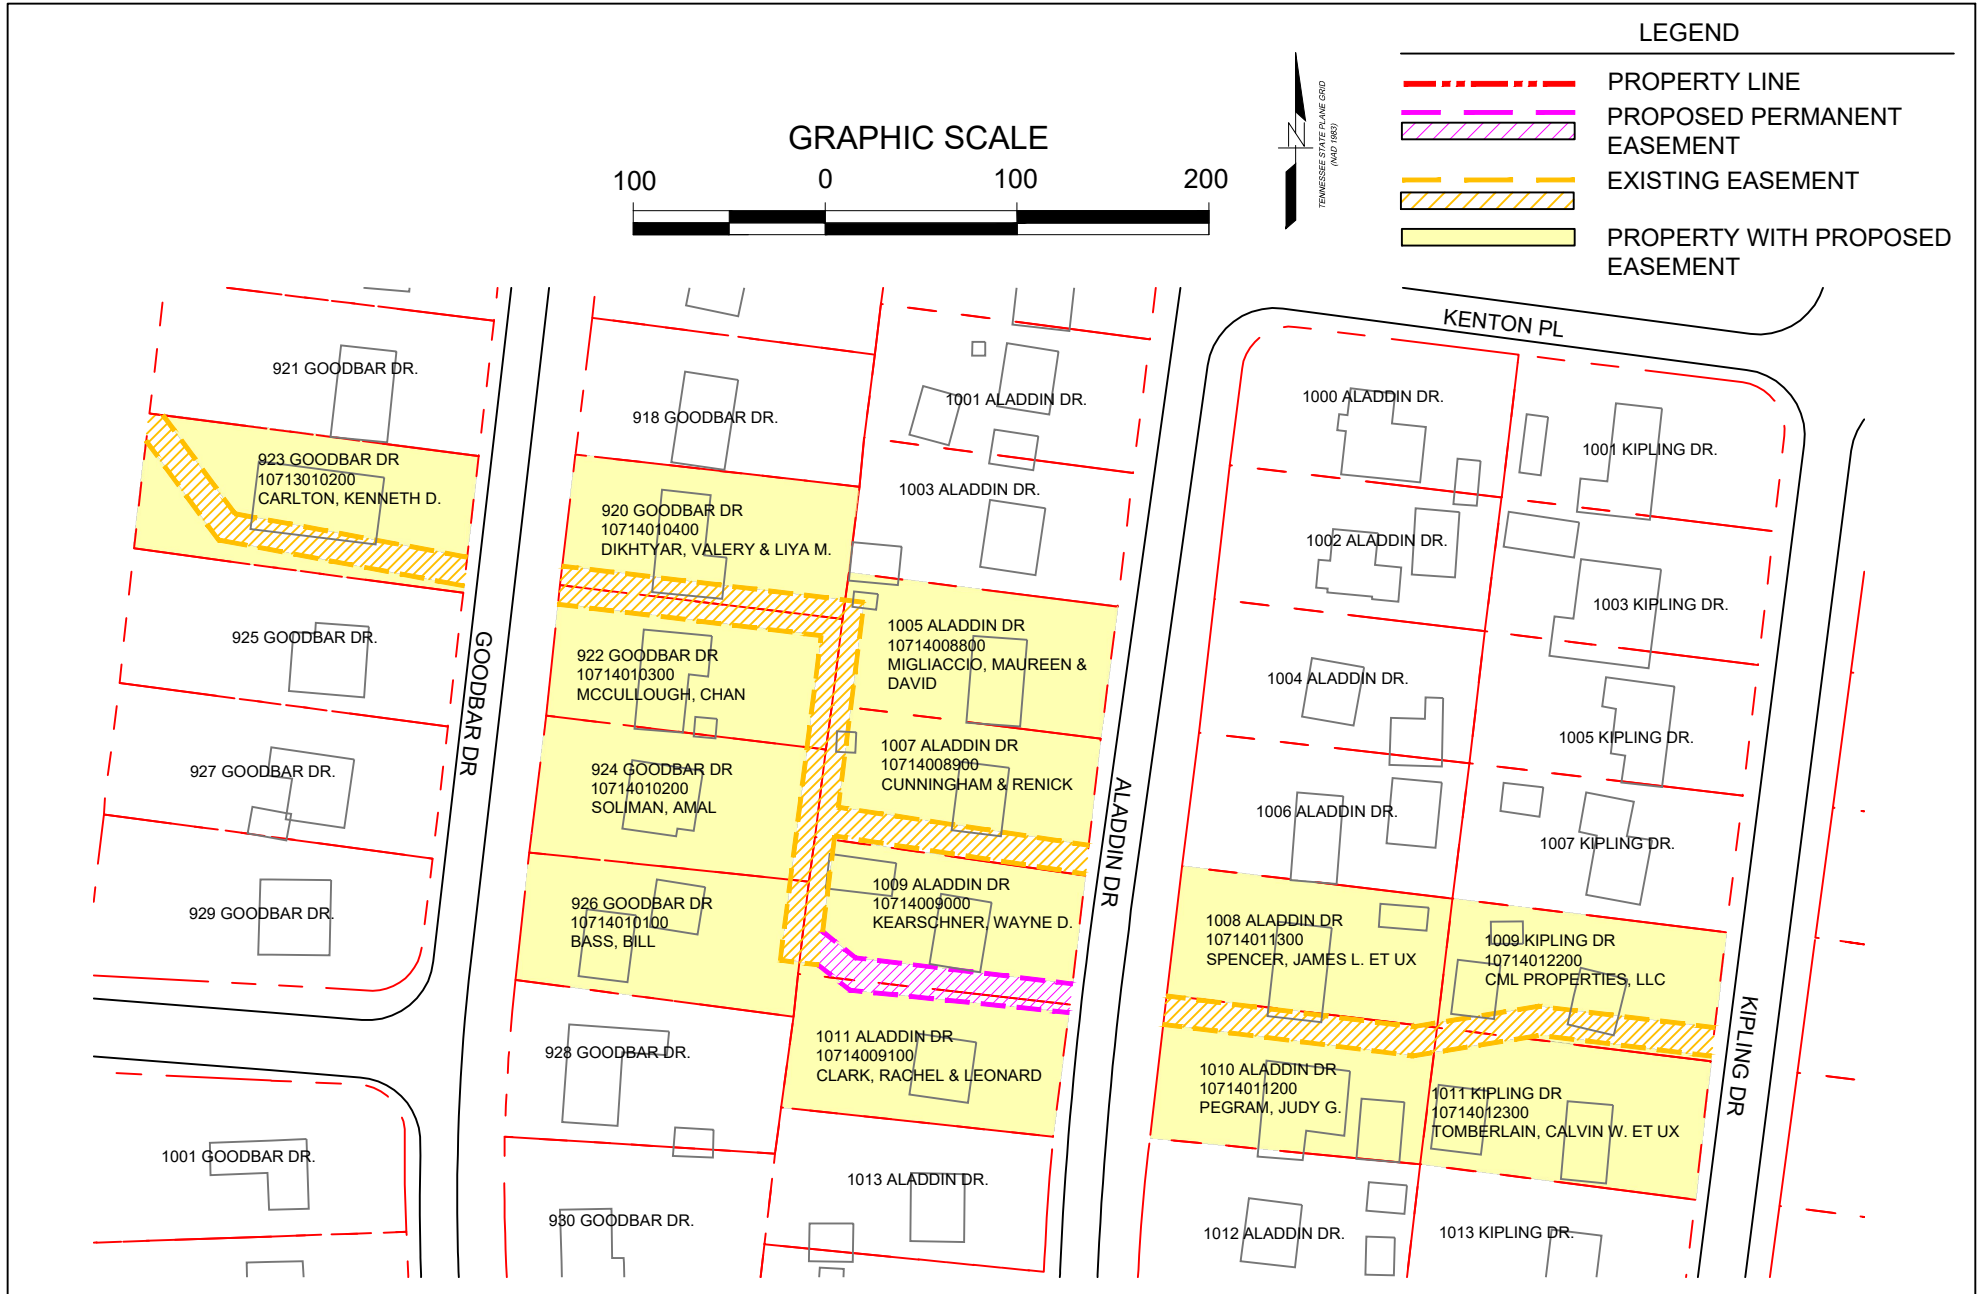 LEGEND
PROPERTY LINE
PROPOSED PERMANENT
EASEMENT
EXISTING EASEMENT
PROPERTY WITH PROPOSED
EASEMENT
GRAPHIC SCALE
100 0 100 200
N
TENNESSEE STATE PLANE GRID
(NAD 1983)
KENTON PL
GOODBAR DR
ALADDIN DR
KIPLING DR
921 GOODBAR DR.
923 GOODBAR DR
10713010200
CARLTON, KENNETH D.
925 GOODBAR DR.
927 GOODBAR DR.
929 GOODBAR DR.
1001 GOODBAR DR.
918 GOODBAR DR.
920 GOODBAR DR
10714010400
DIKHTYAR, VALERY & LIYA M.
922 GOODBAR DR
10714010300
MCCULLOUGH, CHAN
924 GOODBAR DR
10714010200
SOLIMAN, AMAL
926 GOODBAR DR
10714010100
BASS, BILL
928 GOODBAR DR.
930 GOODBAR DR.
1001 ALADDIN DR.
1003 ALADDIN DR.
1005 ALADDIN DR
10714008800
MIGLIACCIO, MAUREEN &
DAVID
1007 ALADDIN DR
10714008900
CUNNINGHAM & RENICK
1009 ALADDIN DR
10714009000
KEARSCHNER, WAYNE D.
1011 ALADDIN DR
10714009100
CLARK, RACHEL & LEONARD
1013 ALADDIN DR.
1000 ALADDIN DR.
1002 ALADDIN DR.
1004 ALADDIN DR.
1006 ALADDIN DR.
1008 ALADDIN DR
10714011300
SPENCER, JAMES L. ET UX
1010 ALADDIN DR
10714011200
PEGRAM, JUDY G.
1012 ALADDIN DR.
1001 KIPLING DR.
1003 KIPLING DR.
1005 KIPLING DR.
1007 KIPLING DR.
1009 KIPLING DR
10714012200
CML PROPERTIES, LLC
1011 KIPLING DR
10714012300
TOMBERLAIN, CALVIN W. ET UX
1013 KIPLING DR.